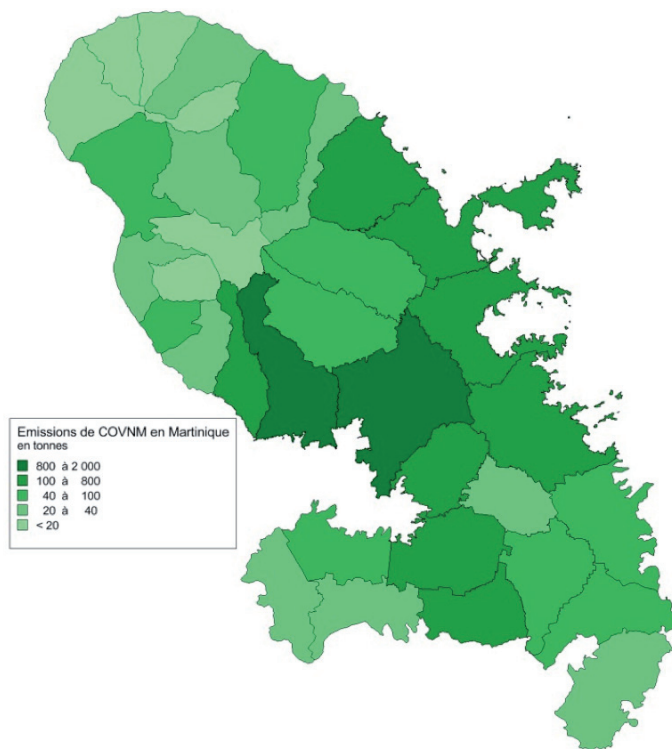 Emissions de COVNM en Martinique
en tonnes
800 à 2 000
100 à 800
40 à 100
20 à 40
< 20